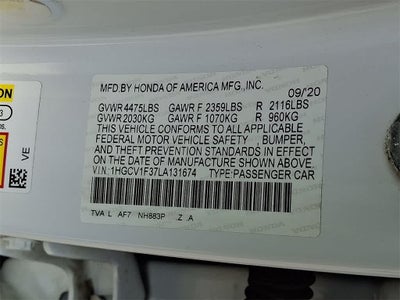 MFD.BY HONDA OF AMERICA MFG.,INC. 09/20
GVWR 4475LBS GAWR F 2359LBS R 2116LBS
GVWR 2030KG GAWR F 1070KG R 960KG
THIS VEHICLE CONFORMS TO ALL APPLICABLE
FEDERAL MOTOR VEHICLE SAFETY, BUMPER,
AND THEFT PREVENTION STANDARDS IN EFFECT
ON THE DATE OF MANUFACTURE SHOWN ABOVE.
V.I.N: 1HGCV1F37LA131674 TYPE:PASSENGER CAR
TVA L AF7 NH883P Z A
VE